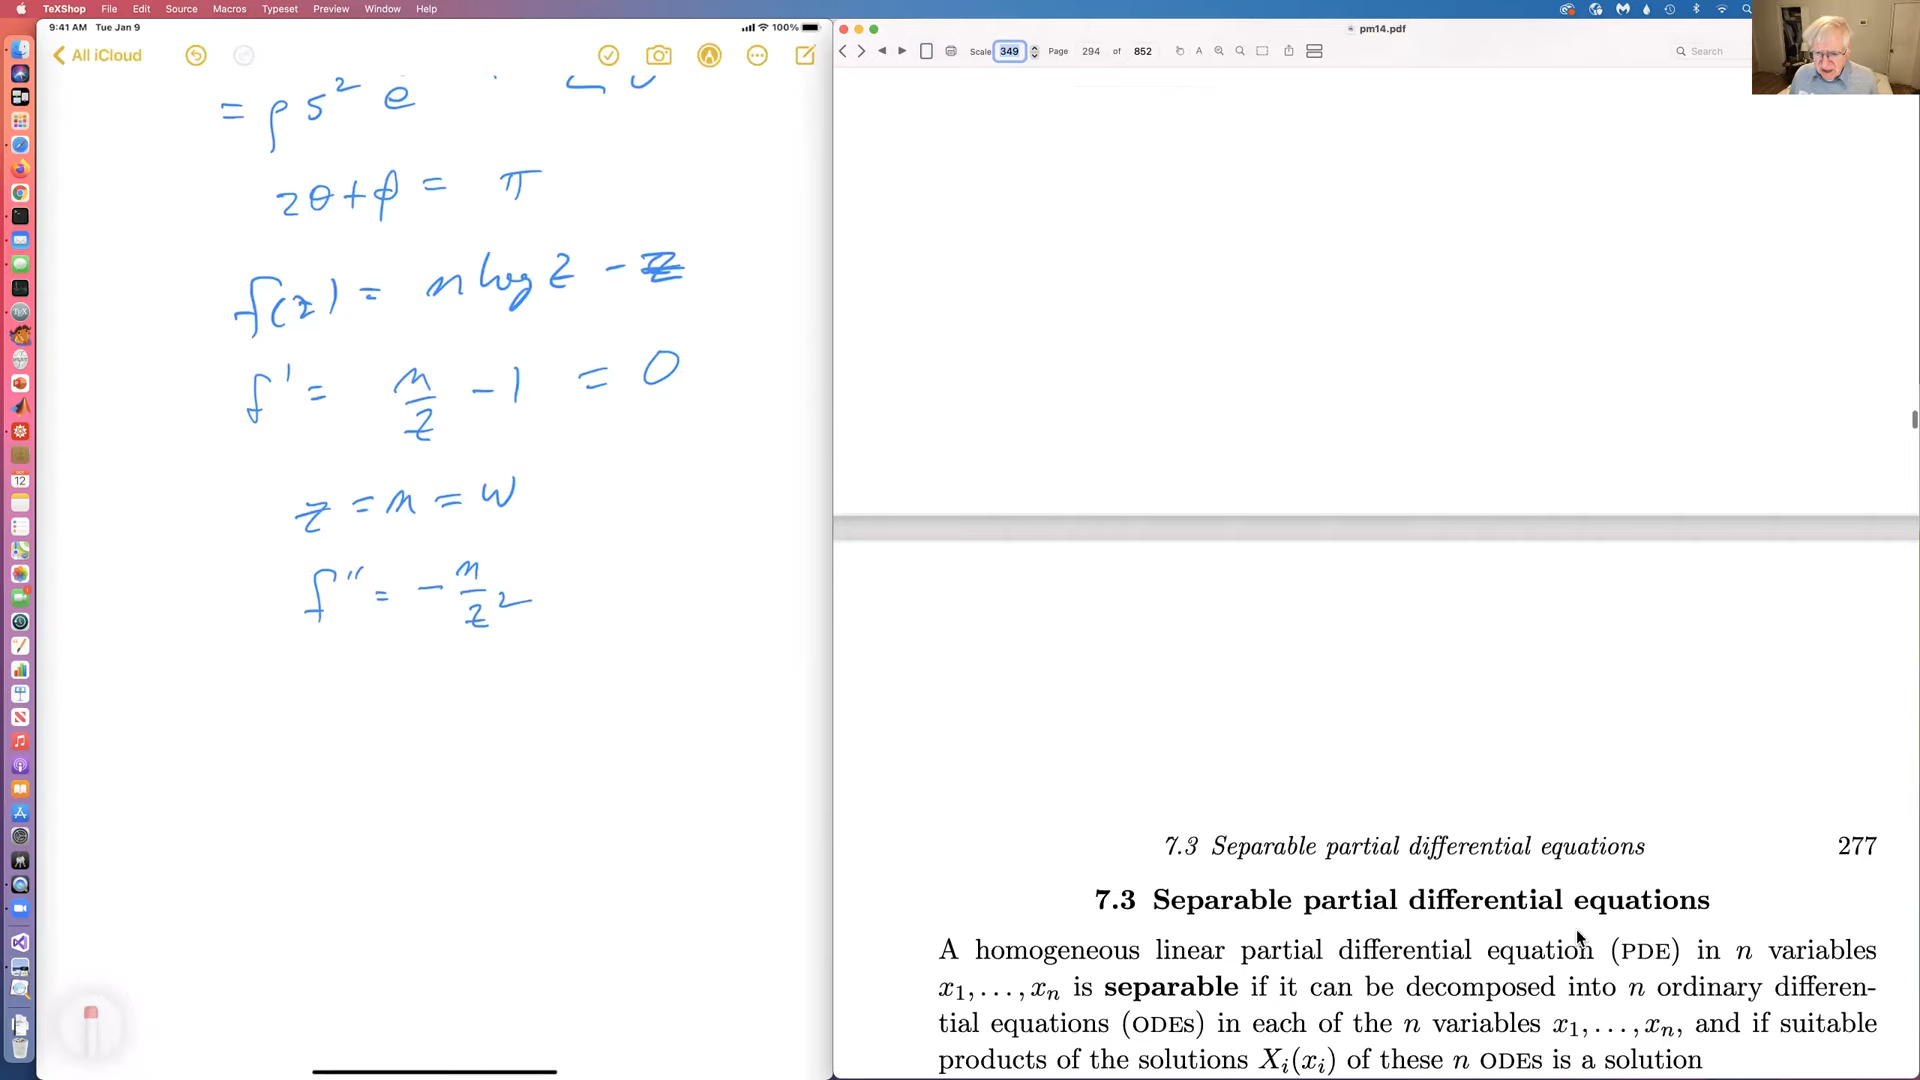 TeXShop File Edit Source Macros Typeset Preview Window Help
9:41 AM Tue Jan 9
100%
All iCloud
= ρ s² e
2θ+ϕ = π
f(z) = n log z - z
f' = n/z - 1 = 0
z = n = w
f'' = - n/z²
pm14.pdf
Scale 349 Page 294 of 852
Search
7.3 Separable partial differential equations 277
7.3 Separable partial differential equations
A homogeneous linear partial differential equation (PDE) in n variables
x₁, . . . , xₙ is separable if it can be decomposed into n ordinary differen-
tial equations (ODEs) in each of the n variables x₁, . . . , xₙ, and if suitable
products of the solutions Xᵢ(xᵢ) of these n ODEs is a solution